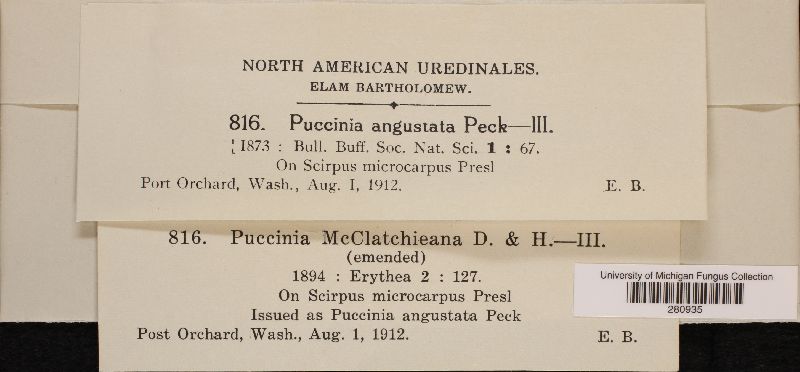 NORTH AMERICAN UREDINALES.
ELAM BARTHOLOMEW.
816. Puccinia angustata Peck—III.
1873 : Bull. Buff. Soc. Nat. Sci. 1 : 67.
On Scirpus microcarpus Presl
Port Orchard, Wash., Aug. 1, 1912. E. B.
816. Puccinia McClatchieana D. & H.—III.
(emended)
1894 : Erythea 2 : 127.
On Scirpus microcarpus Presl
Issued as Puccinia angustata Peck
Post Orchard, Wash., Aug. 1, 1912. E. B.
University of Michigan Fungus Collection
280935